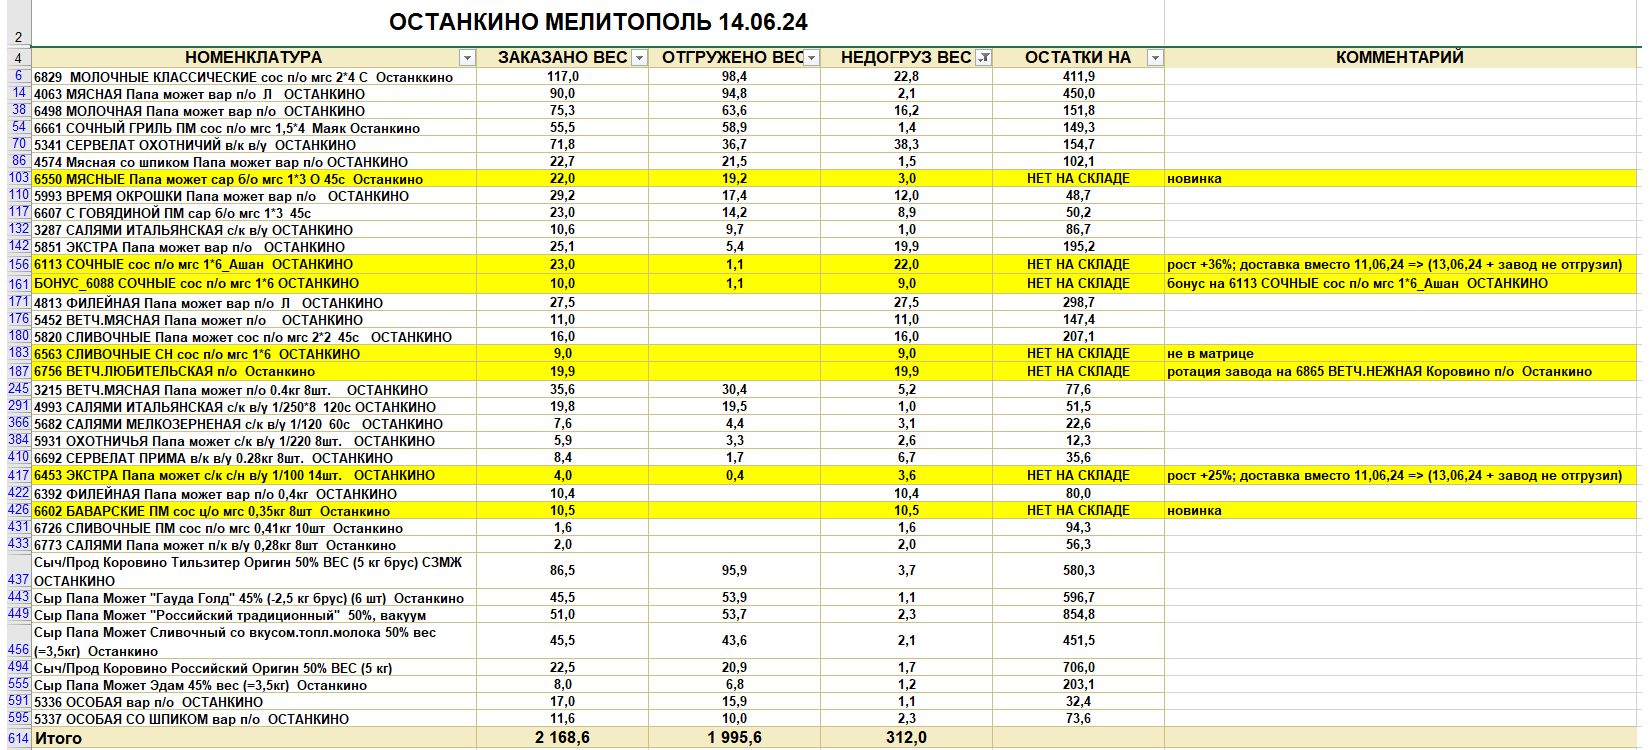 2 ОСТАНКИНО МЕЛИТОПОЛЬ 14.06.24
4 НОМЕНКЛАТУРА ЗАКАЗАНО ВЕС ОТГРУЖЕНО ВЕС НЕДОГРУЗ ВЕС ОСТАТКИ НА КОММЕНТАРИЙ
6 6829 МОЛОЧНЫЕ КЛАССИЧЕСКИЕ сос п/о мгс 2*4 С Останккино 117,0 98,4 22,8 411,9
14 4063 МЯСНАЯ Папа может вар п/о Л ОСТАНКИНО 90,0 94,8 2,1 450,0
38 6498 МОЛОЧНАЯ Папа может вар п/о ОСТАНКИНО 75,3 63,6 16,2 151,8
54 6661 СОЧНЫЙ ГРИЛЬ ПМ сос п/о мгс 1,5*4 Маяк Останкино 55,5 58,9 1,4 149,3
70 5341 СЕРВЕЛАТ ОХОТНИЧИЙ в/к в/у ОСТАНКИНО 71,8 36,7 38,3 154,7
86 4574 Мясная со шпиком Папа может вар п/о ОСТАНКИНО 22,7 21,5 1,5 102,1
103 6550 МЯСНЫЕ Папа может сар б/о мгс 1*3 О 45с Останкино 22,0 19,2 3,0 НЕТ НА СКЛАДЕ новинка
110 5993 ВРЕМЯ ОКРОШКИ Папа может вар п/о ОСТАНКИНО 29,2 17,4 12,0 48,7
117 6607 С ГОВЯДИНОЙ ПМ сар б/о мгс 1*3 45с 23,0 14,2 8,9 50,2
132 3287 САЛЯМИ ИТАЛЬЯНСКАЯ с/к в/у ОСТАНКИНО 10,6 9,7 1,0 86,7
142 5851 ЭКСТРА Папа может вар п/о ОСТАНКИНО 25,1 5,4 19,9 195,2
156 6113 СОЧНЫЕ сос п/о мгс 1*6_Ашан ОСТАНКИНО 23,0 1,1 22,0 НЕТ НА СКЛАДЕ рост +36%; доставка вместо 11,06,24 => (13,06,24 + завод не отгрузил)
161 БОНУС_6088 СОЧНЫЕ сос п/о мгс 1*6 ОСТАНКИНО 10,0 1,1 9,0 НЕТ НА СКЛАДЕ бонус на 6113 СОЧНЫЕ сос п/о мгс 1*6_Ашан ОСТАНКИНО
171 4813 ФИЛЕЙНАЯ Папа может вар п/о Л ОСТАНКИНО 27,5 27,5 298,7
176 5452 ВЕТЧ.МЯСНАЯ Папа может п/о ОСТАНКИНО 11,0 11,0 147,4
180 5820 СЛИВОЧНЫЕ Папа может сос п/о мгс 2*2 45с ОСТАНКИНО 16,0 16,0 207,1
183 6563 СЛИВОЧНЫЕ СН сос п/о мгс 1*6 ОСТАНКИНО 9,0 9,0 НЕТ НА СКЛАДЕ не в матрице
187 6756 ВЕТЧ.ЛЮБИТЕЛЬСКАЯ п/о Останкино 19,9 19,9 НЕТ НА СКЛАДЕ ротация завода на 6865 ВЕТЧ.НЕЖНАЯ Коровино п/о Останкино
245 3215 ВЕТЧ.МЯСНАЯ Папа может п/о 0.4кг 8шт. ОСТАНКИНО 35,6 30,4 5,2 77,6
291 4993 САЛЯМИ ИТАЛЬЯНСКАЯ с/к в/у 1/250*8 120с ОСТАНКИНО 19,8 19,5 1,0 51,5
366 5682 САЛЯМИ МЕЛКОЗЕРНЕНАЯ с/к в/у 1/120 60с ОСТАНКИНО 7,6 4,4 3,1 22,6
384 5931 ОХОТНИЧЬЯ Папа может с/к в/у 1/220 8шт. ОСТАНКИНО 5,9 3,3 2,6 12,3
410 6692 СЕРВЕЛАТ ПРИМА в/к в/у 0.28кг 8шт. ОСТАНКИНО 8,4 1,7 6,7 35,6
417 6453 ЭКСТРА Папа может с/к с/н в/у 1/100 14шт. ОСТАНКИНО 4,0 0,4 3,6 НЕТ НА СКЛАДЕ рост +25%; доставка вместо 11,06,24 => (13,06,24 + завод не отгрузил)
422 6392 ФИЛЕЙНАЯ Папа может вар п/о 0,4кг ОСТАНКИНО 10,4 10,4 80,0
426 6602 БАВАРСКИЕ ПМ сос ц/о мгс 0,35кг 8шт Останкино 10,5 10,5 НЕТ НА СКЛАДЕ новинка
431 6726 СЛИВОЧНЫЕ ПМ сос п/о мгс 0,41кг 10шт Останкино 1,6 1,6 94,3
433 6773 САЛЯМИ Папа может п/к в/у 0,28кг 8шт Останкино 2,0 2,0 56,3
Сыч/Прод Коровино Тильзитер Оригин 50% ВЕС (5 кг брус) СЗМЖ
437 ОСТАНКИНО 86,5 95,9 3,7 580,3
443 Сыр Папа Может "Гауда Голд" 45% (-2,5 кг брус) (6 шт) Останкино 45,5 53,9 1,1 596,7
449 Сыр Папа Может "Российский традиционный" 50%, вакуум 51,0 53,7 2,3 854,8
Сыр Папа Может Сливочный со вкусом.топл.молока 50% вес
456 (=3,5кг) Останкино 45,5 43,6 2,1 451,5
494 Сыч/Прод Коровино Российский Оригин 50% ВЕС (5 кг) 22,5 20,9 1,7 706,0
555 Сыр Папа Может Эдам 45% вес (=3,5кг) Останкино 8,0 6,8 1,2 203,1
591 5336 ОСОБАЯ вар п/о ОСТАНКИНО 17,0 15,9 1,1 32,4
595 5337 ОСОБАЯ СО ШПИКОМ вар п/о ОСТАНКИНО 11,6 10,0 2,3 73,6
614 Итого 2 168,6 1 995,6 312,0